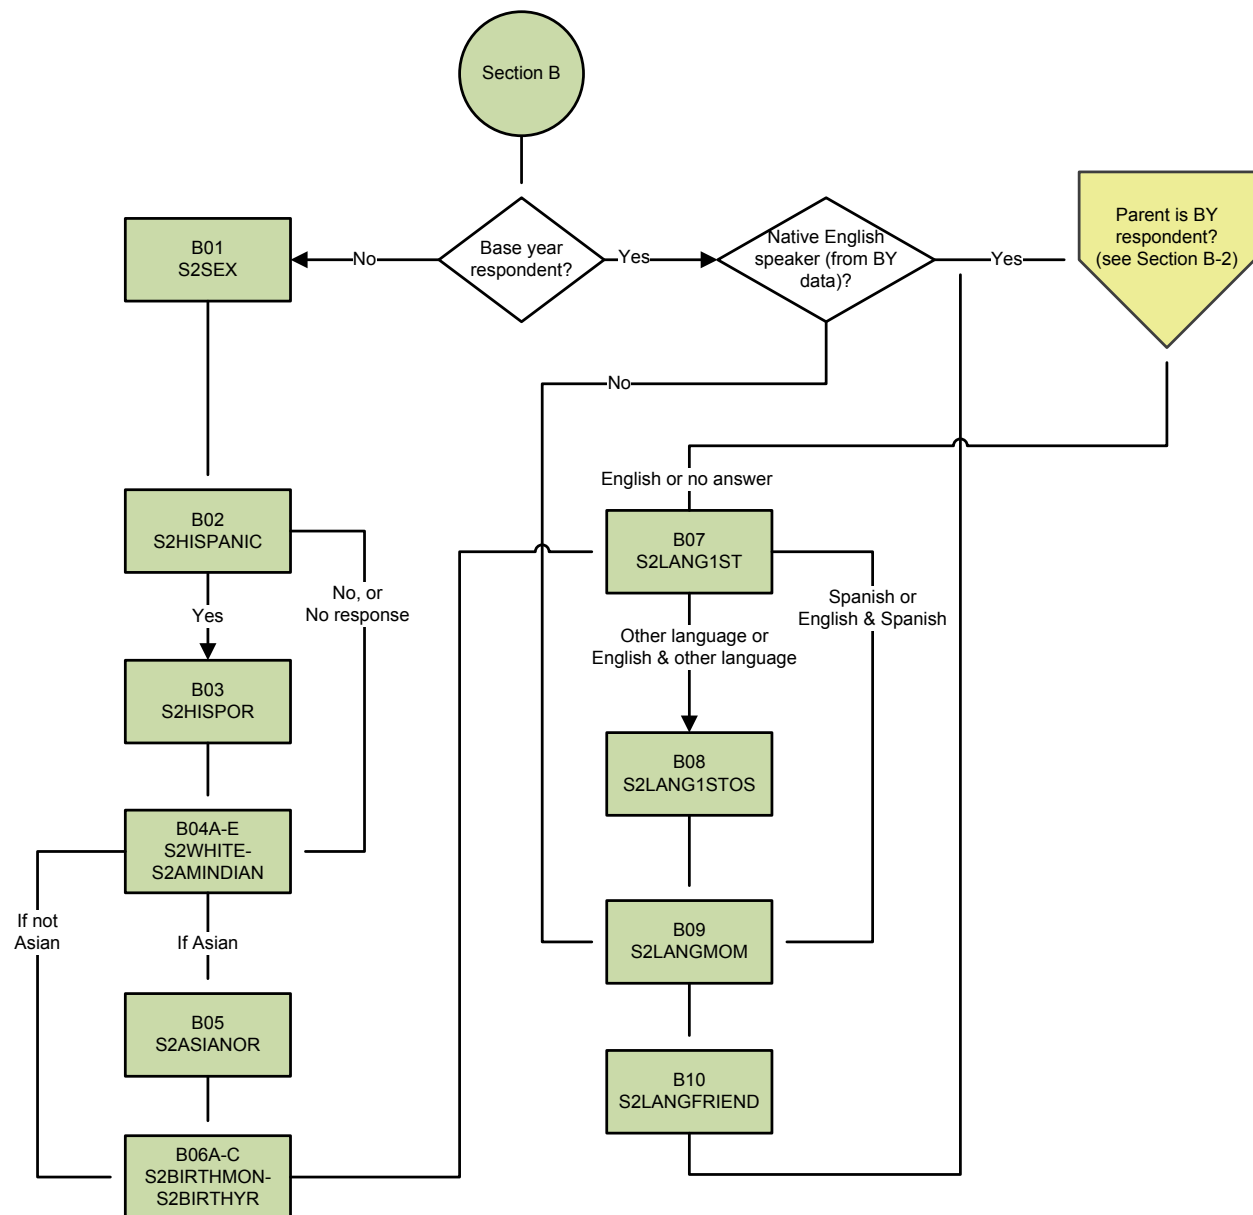 Section B
Base year
respondent?
No
Yes
Native English
speaker (from BY
data)?
Yes
No
Parent is BY
respondent?
(see Section B-2)
B01
S2SEX
B02
S2HISPANIC
No, or
No response
Yes
B03
S2HISPOR
B04A-E
S2WHITE-
S2AMINDIAN
If not
Asian
If Asian
B05
S2ASIANOR
B06A-C
S2BIRTHMON-
S2BIRTHYR
English or no answer
B07
S2LANG1ST
Spanish or
English & Spanish
Other language or
English & other language
B08
S2LANG1STOS
B09
S2LANGMOM
B10
S2LANGFRIEND